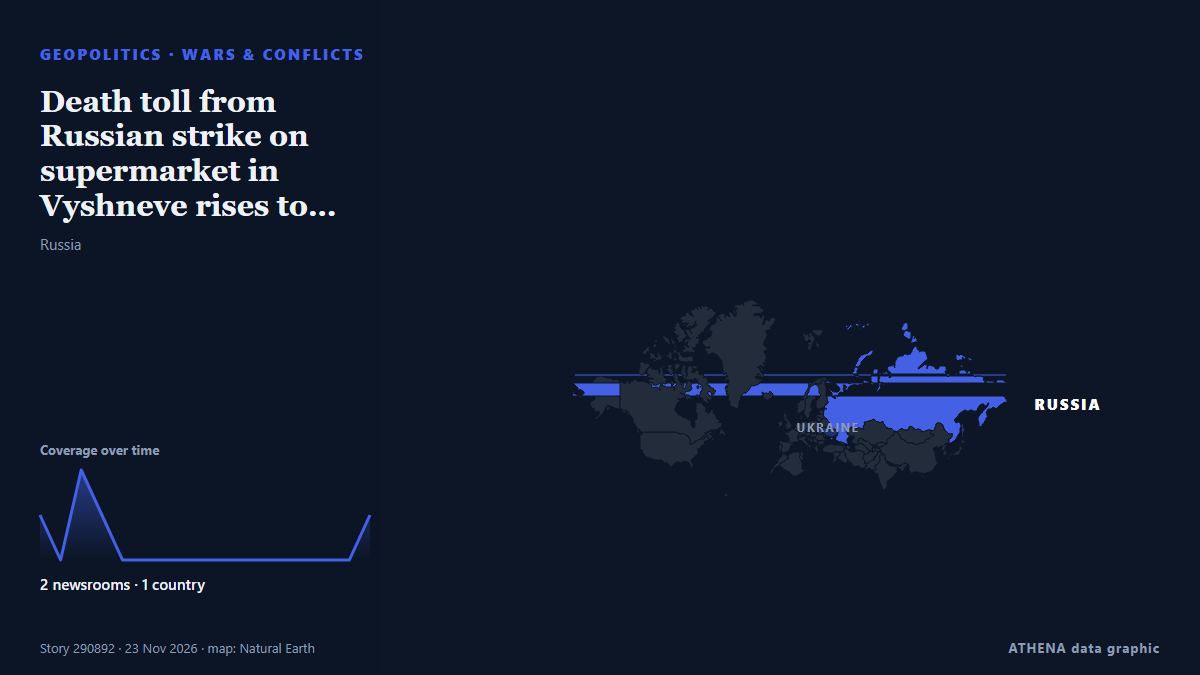 GEOPOLITICS · WARS & CONFLICTS
Death toll from
Russian strike on
supermarket in
Vyshneve rises to...
Russia
UKRAINE
RUSSIA
Coverage over time
2 newsrooms · 1 country
Story 290892 · 23 Nov 2026 · map: Natural Earth
ATHENA data graphic